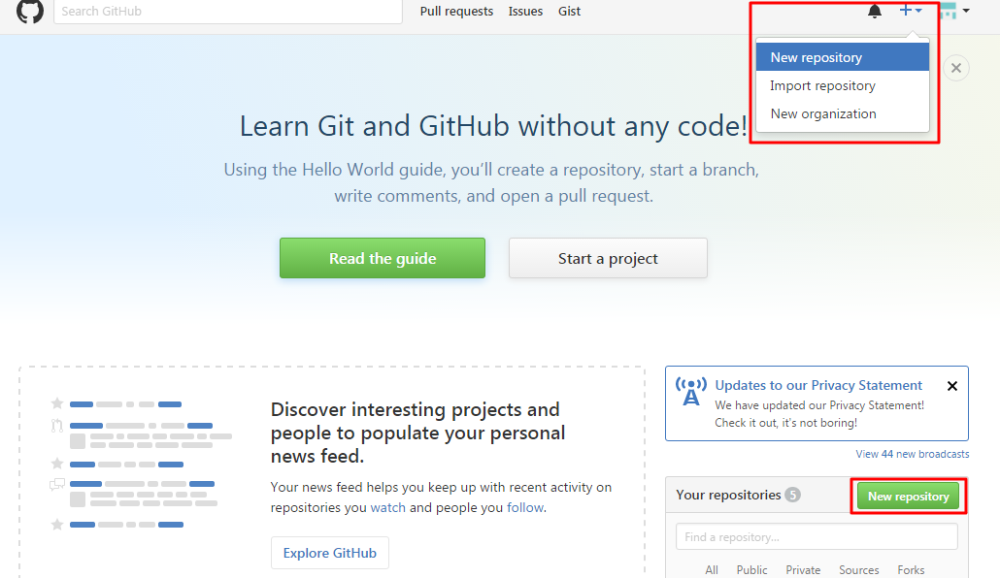 Search GitHub
Pull requests
Issues
Gist
New repository
Import repository
New organization
Learn Git and GitHub without any code!
Using the Hello World guide, you’ll create a repository, start a branch,
write comments, and open a pull request.
Read the guide
Start a project
Discover interesting projects and
people to populate your personal
news feed.
Your news feed helps you keep up with recent activity on
repositories you watch and people you follow.
Explore GitHub
Updates to our Privacy Statement
We have updated our Privacy Statement!
Check it out, it's not boring!
View 44 new broadcasts
Your repositories 5
New repository
Find a repository...
All
Public
Private
Sources
Forks